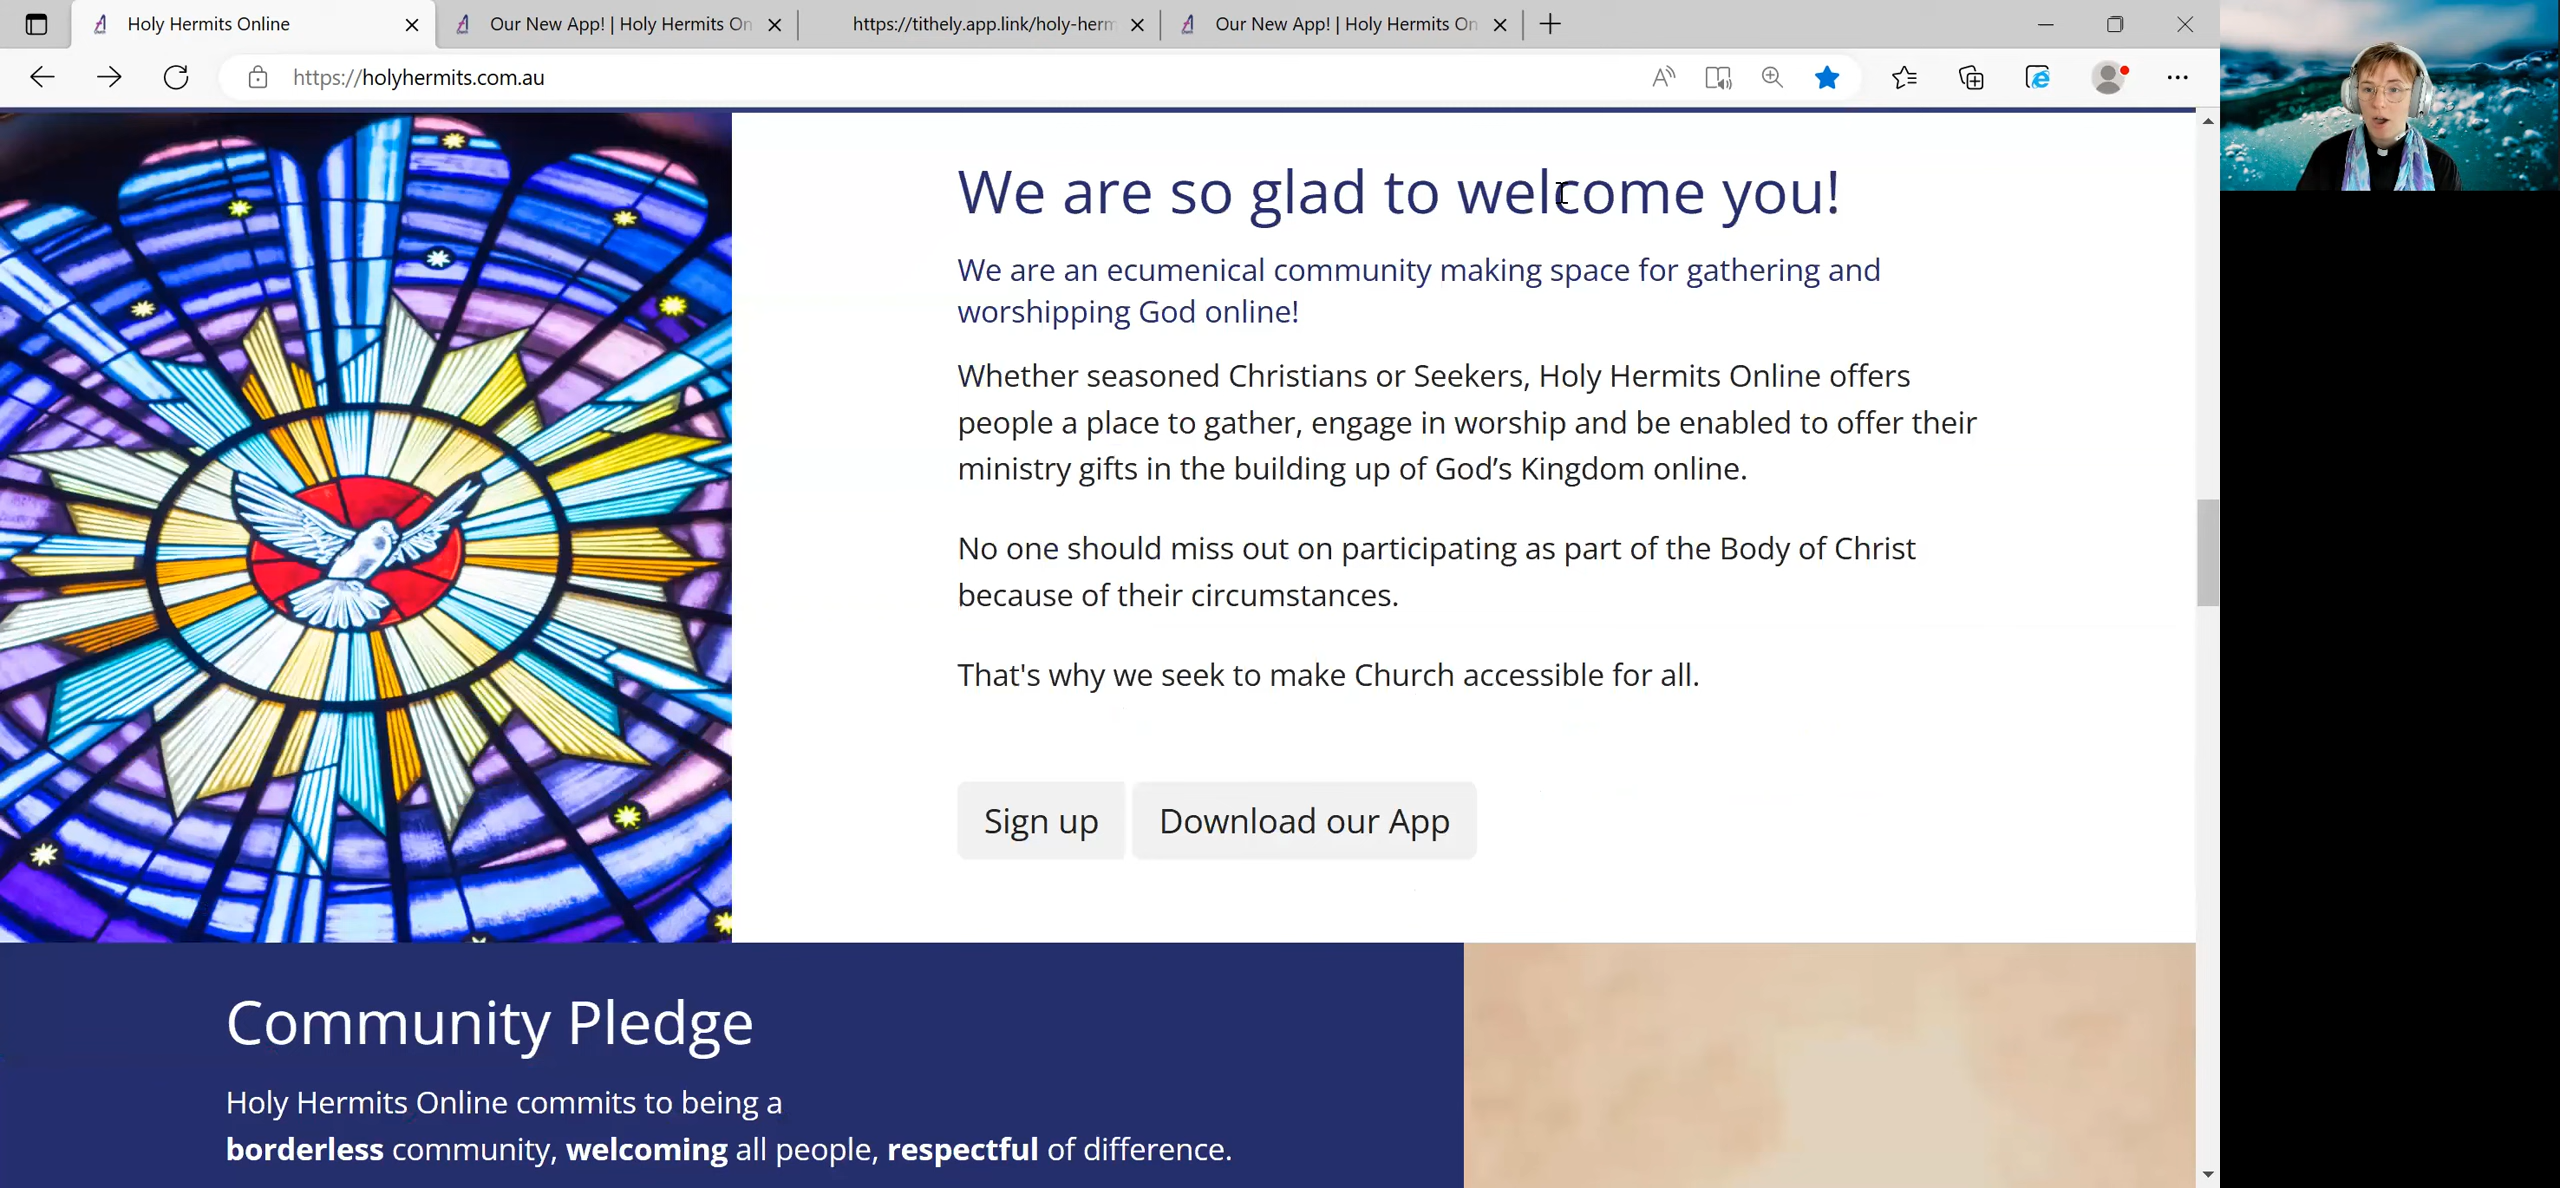 Holy Hermits Online
Our New App! | Holy Hermits On
https://tithely.app.link/holy-herm
Our New App! | Holy Hermits On
https://holyhermits.com.au
We are so glad to welcome you!
We are an ecumenical community making space for gathering and
worshipping God online!
Whether seasoned Christians or Seekers, Holy Hermits Online offers
people a place to gather, engage in worship and be enabled to offer their
ministry gifts in the building up of God’s Kingdom online.
No one should miss out on participating as part of the Body of Christ
because of their circumstances.
That's why we seek to make Church accessible for all.
Sign up
Download our App
Community Pledge
Holy Hermits Online commits to being a
borderless community, welcoming all people, respectful of difference.